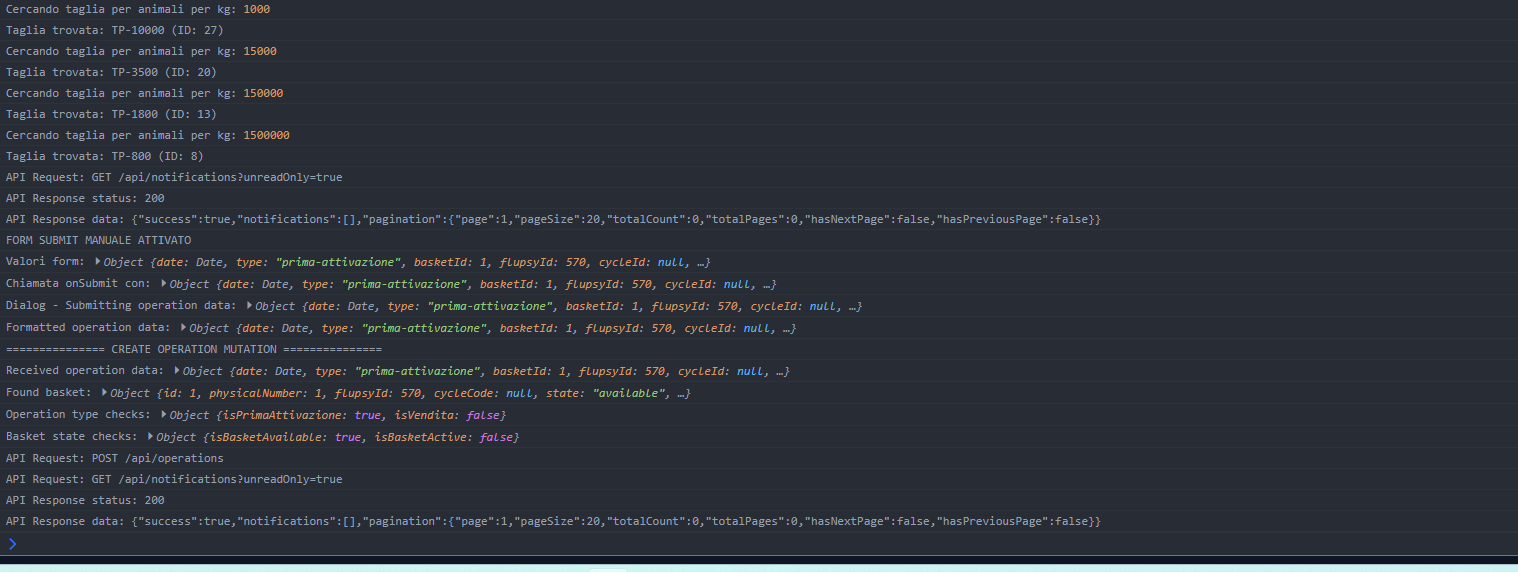 Cercando taglia per animali per kg: 1000
Taglia trovata: TP-10000 (ID: 27)
Cercando taglia per animali per kg: 15000
Taglia trovata: TP-3500 (ID: 20)
Cercando taglia per animali per kg: 150000
Taglia trovata: TP-1800 (ID: 13)
Cercando taglia per animali per kg: 1500000
Taglia trovata: TP-800 (ID: 8)
API Request: GET /api/notifications?unreadOnly=true
API Response status: 200
API Response data: {"success":true,"notifications":[],"pagination":{"page":1,"pageSize":20,"totalCount":0,"totalPages":0,"hasNextPage":false,"hasPreviousPage":false}}
FORM SUBMIT MANUALE ATTIVATO
Valori form: Object {date: Date, type: "prima-attivazione", basketId: 1, flupsyId: 570, cycleId: null, …}
Chiamata onSubmit con: Object {date: Date, type: "prima-attivazione", basketId: 1, flupsyId: 570, cycleId: null, …}
Dialog - Submitting operation data: Object {date: Date, type: "prima-attivazione", basketId: 1, flupsyId: 570, cycleId: null, …}
Formatted operation data: Object {date: Date, type: "prima-attivazione", basketId: 1, flupsyId: 570, cycleId: null, …}
=============== CREATE OPERATION MUTATION ===============
Received operation data: Object {date: Date, type: "prima-attivazione", basketId: 1, flupsyId: 570, cycleId: null, …}
Found basket: Object {id: 1, physicalNumber: 1, flupsyId: 570, cycleCode: null, state: "available", …}
Operation type checks: Object {isPrimaAttivazione: true, isVendita: false}
Basket state checks: Object {isBasketAvailable: true, isBasketActive: false}
API Request: POST /api/operations
API Request: GET /api/notifications?unreadOnly=true
API Response status: 200
API Response data: {"success":true,"notifications":[],"pagination":{"page":1,"pageSize":20,"totalCount":0,"totalPages":0,"hasNextPage":false,"hasPreviousPage":false}}